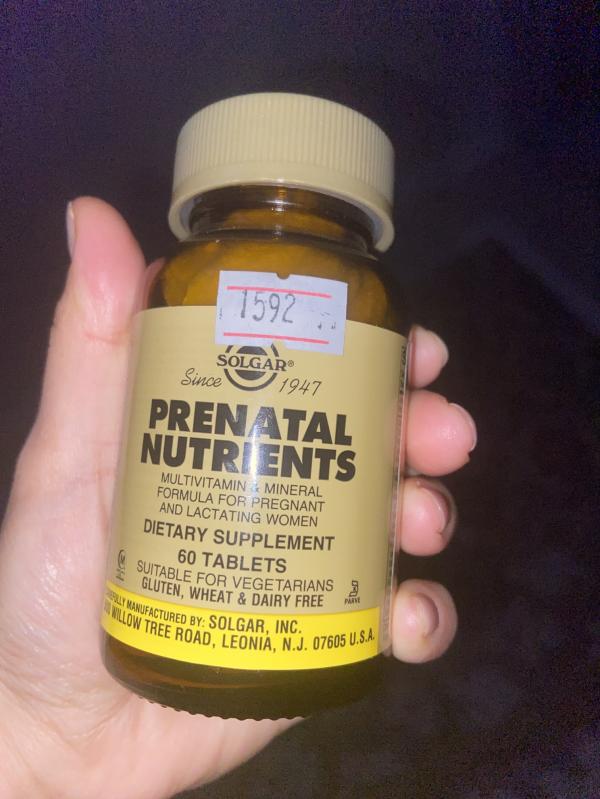 1592
SOLGAR®
Since 1947
PRENATAL
NUTRIENTS
MULTIVITAMIN & MINERAL
FORMULA FOR PREGNANT
AND LACTATING WOMEN
DIETARY SUPPLEMENT
60 TABLETS
SUITABLE FOR VEGETARIANS
GLUTEN, WHEAT & DAIRY FREE
PARVE
MANUFACTURED BY: SOLGAR, INC.
WILLOW TREE ROAD, LEONIA, N.J. 07605 U.S.A.